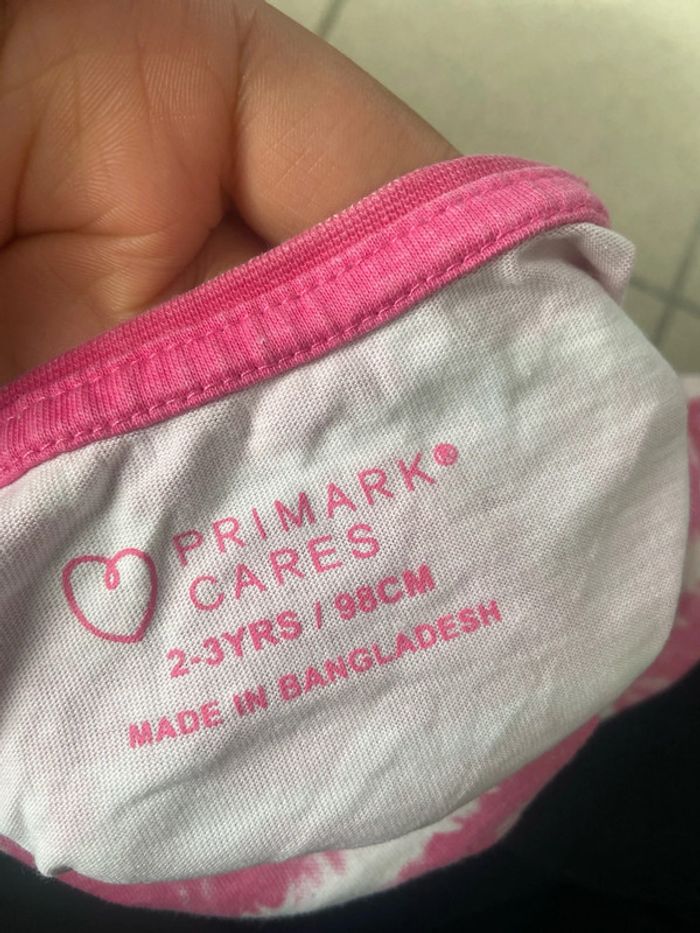 PRIMARK®
CARES
2-3YRS / 98CM
MADE IN BANGLADESH